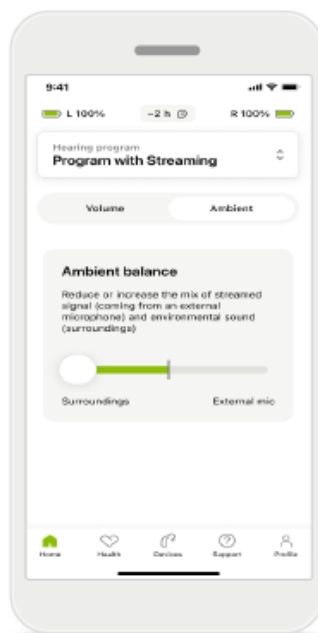 9:41
L 100% ~2 h R 100%
Hearing program
Program with Streaming
Volume Ambient
Ambient balance
Reduce or increase the mix of streamed
signal (coming from an external
microphone) and environmental sound
(surroundings)
Surroundings External mic
Home Health Devices Support Profile